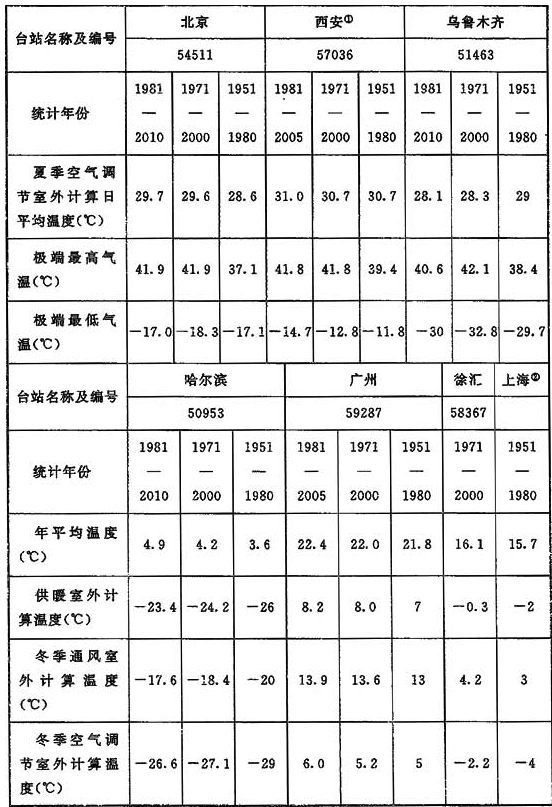 台站名称及编号 北京 西安① 乌鲁木齐
54511 57036 51463
统计年份 1981—2010 1971—2000 1951—1980 1981—2005 1971—2000 1951—1980 1981—2010 1971—2000 1951—1980
夏季空气调
节室外计算日
平均温度(℃) 29.7 29.6 28.6 31.0 30.7 30.7 28.1 28.3 29
极端最高气
温(℃) 41.9 41.9 37.1 41.8 41.8 39.4 40.6 42.1 38.4
极端最低气
温(℃) -17.0 -18.3 -17.1 -14.7 -12.8 -11.8 -30 -32.8 -29.7
台站名称及编号 哈尔滨 广州 徐汇 上海②
50953 59287 58367
统计年份 1981—2010 1971—2000 1951—1980 1981—2005 1971—2000 1951—1980 1971—2000 1951—1980
年平均温度
(℃) 4.9 4.2 3.6 22.4 22.0 21.8 16.1 15.7
供暖室外计
算温度(℃) -23.4 -24.2 -26 8.2 8.0 7 -0.3 -2
冬季通风室
外计算温度
(℃) -17.6 -18.4 -20 13.9 13.6 13 4.2 3
冬季空气调
节室外计算温
度(℃) -26.6 -27.1 -29 6.0 5.2 5 -2.2 -4